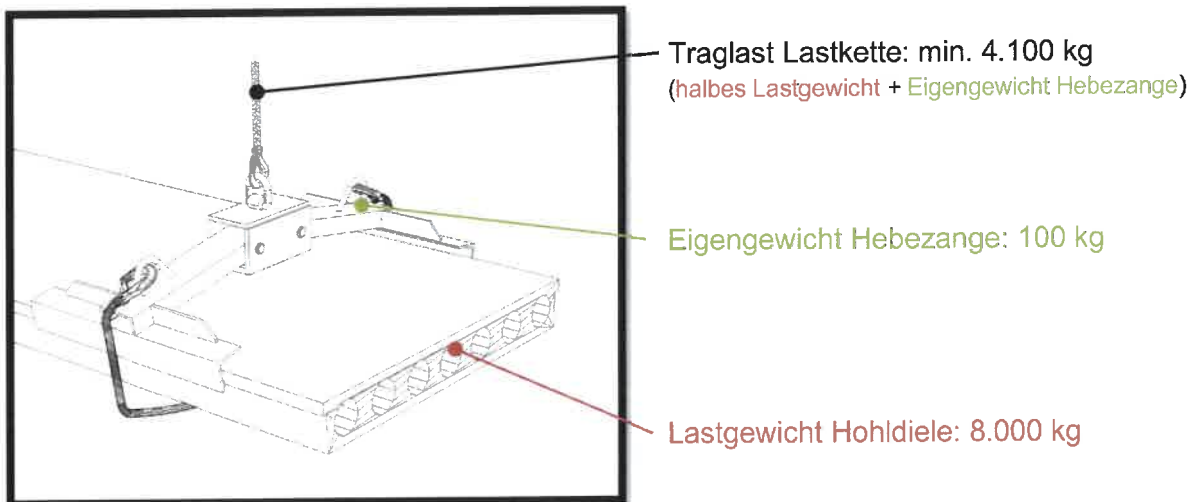 Traglast Lastkette: min. 4.100 kg
(halbes Lastgewicht + Eigengewicht Hebezange)
Eigengewicht Hebezange: 100 kg
Lastgewicht Hohldiele: 8.000 kg